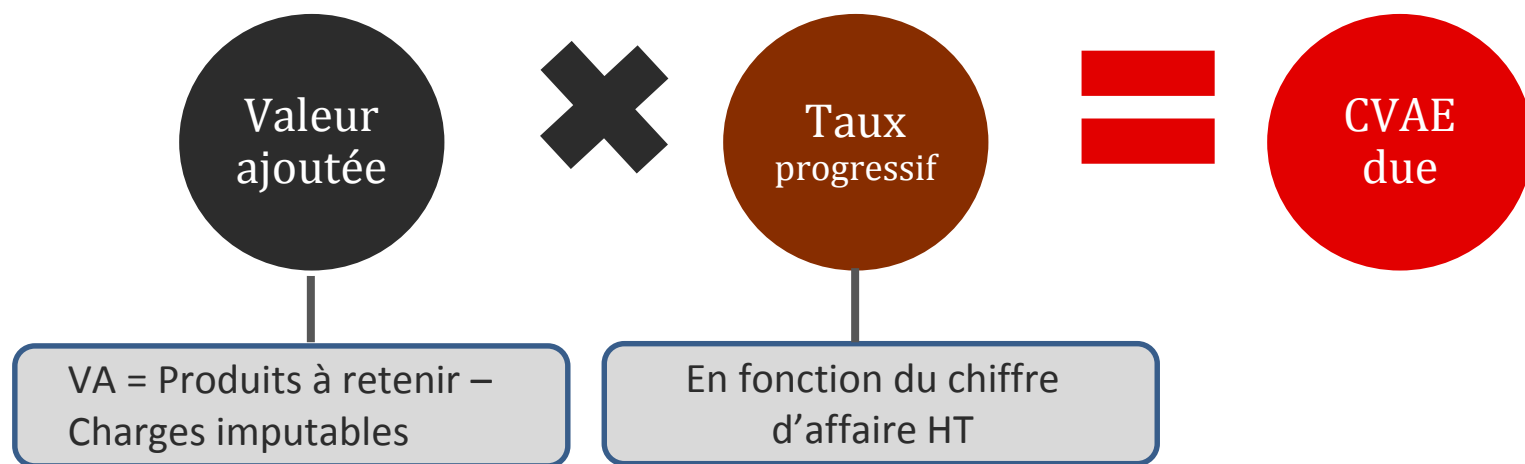 Valeur
ajoutée
Taux
progressif
CVAE
due
VA = Produits à retenir –
Charges imputables
En fonction du chiffre
d’affaire HT